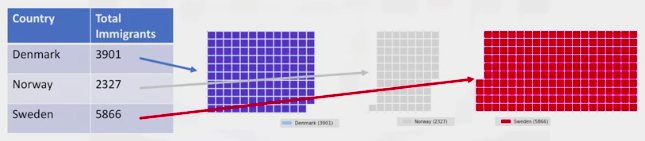 Country Total Immigrants
Denmark 3901
Norway 2327
Sweden 5866
Denmark (3901)
Norway (2327)
Sweden (5866)